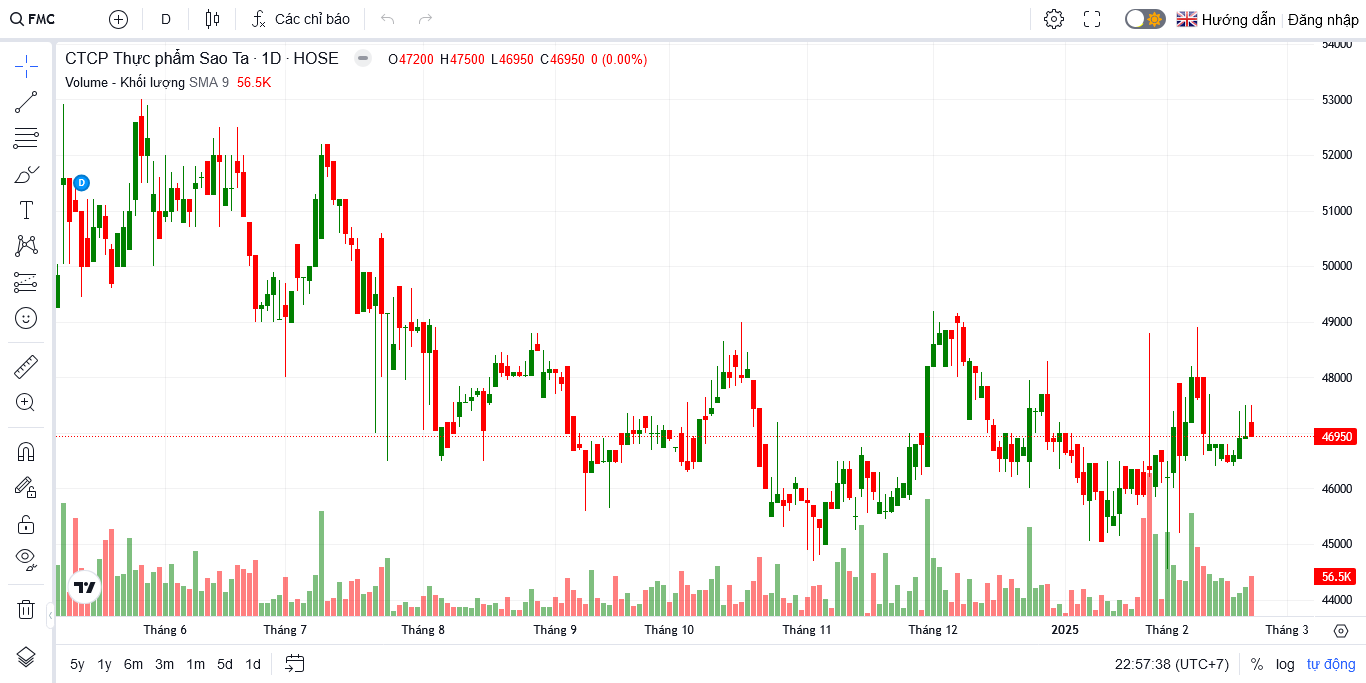 FMC D Các chỉ báo Hướng dẫn Đăng nhập
CTCP Thực phẩm Sao Ta · 1D · HOSE O47200 H47500 L46950 C46950 0 (0.00%)
Volume - Khối lượng SMA 9 56.5K
D
54000
53000
52000
51000
50000
49000
48000
46950
46000
45000
56.5K
44000
Tháng 6 Tháng 7 Tháng 8 Tháng 9 Tháng 10 Tháng 11 Tháng 12 2025 Tháng 2 Tháng 3
5y 1y 6m 3m 1m 5d 1d 22:57:38 (UTC+7) % log tự động